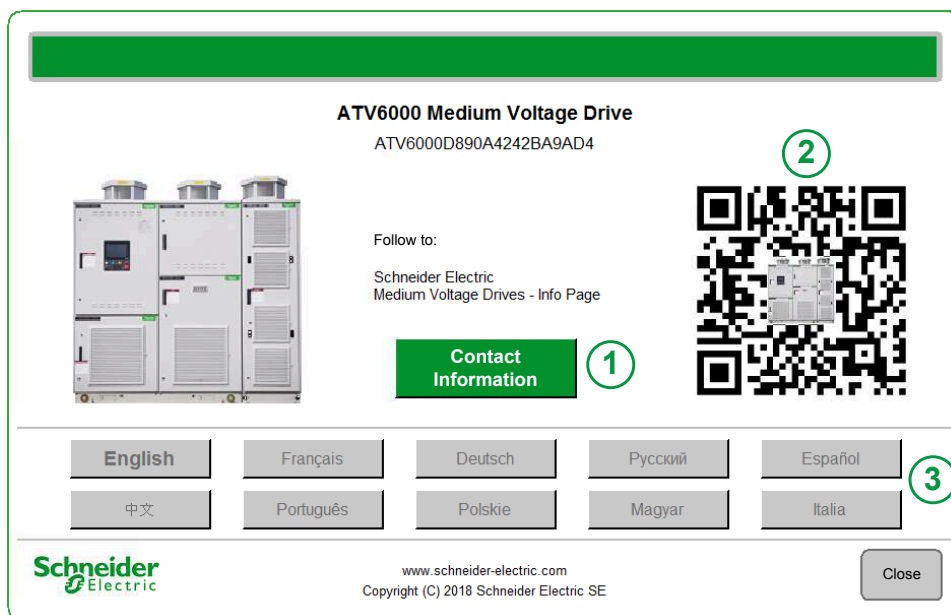 ATV6000 Medium Voltage Drive
ATV6000D890A4242BA9AD4
2
Follow to:
Schneider Electric
Medium Voltage Drives - Info Page
Contact
Information
1
English
Français
Deutsch
Русский
Español
3
中文
Português
Polskie
Magyar
Italia
Schneider
Electric
www.schneider-electric.com
Copyright (C) 2018 Schneider Electric SE
Close